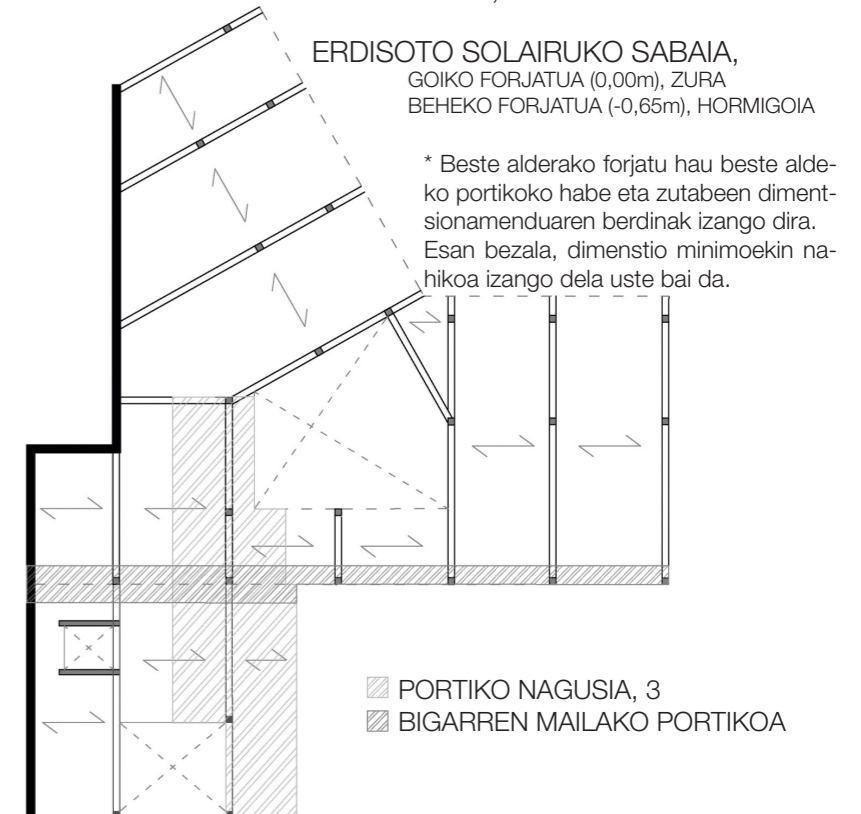 ERDISOTO SOLAIRUKO SABAIA,
GOIKO FORJATUA (0,00m), ZURA
BEHEKO FORJATUA (-0,65m), HORMIGOIA
* Beste alderako forjatu hau beste alde-
ko portikoko habe eta zutabeen diment-
sionamenduaren berdinak izango dira.
Esan bezala, dimenstio minimoekin na-
hikoa izango dela uste bai da.
PORTIKO NAGUSIA, 3
BIGARREN MAILAKO PORTIKOA